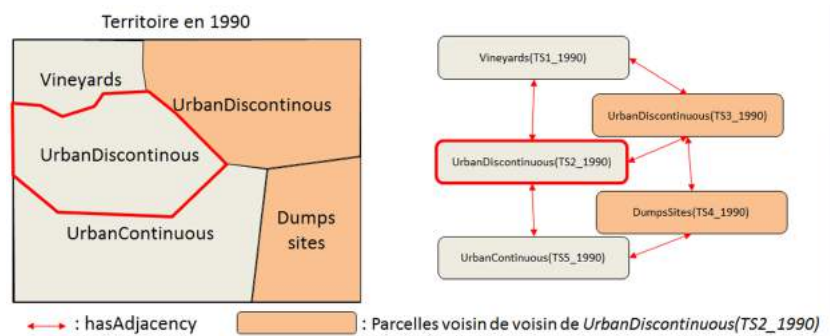 Territoire en 1990
Vineyards
UrbanDiscontinous
UrbanDiscontinous
UrbanContinuous
Dumps
sites
Vineyards(TS1_1990)
UrbanDiscontinuous(TS3_1990)
UrbanDiscontinuous(TS2_1990)
DumpsSites(TS4_1990)
UrbanContinuous(TS5_1990)
: hasAdjacency
: Parcelles voisin de voisin de UrbanDiscontinuous(TS2_1990)